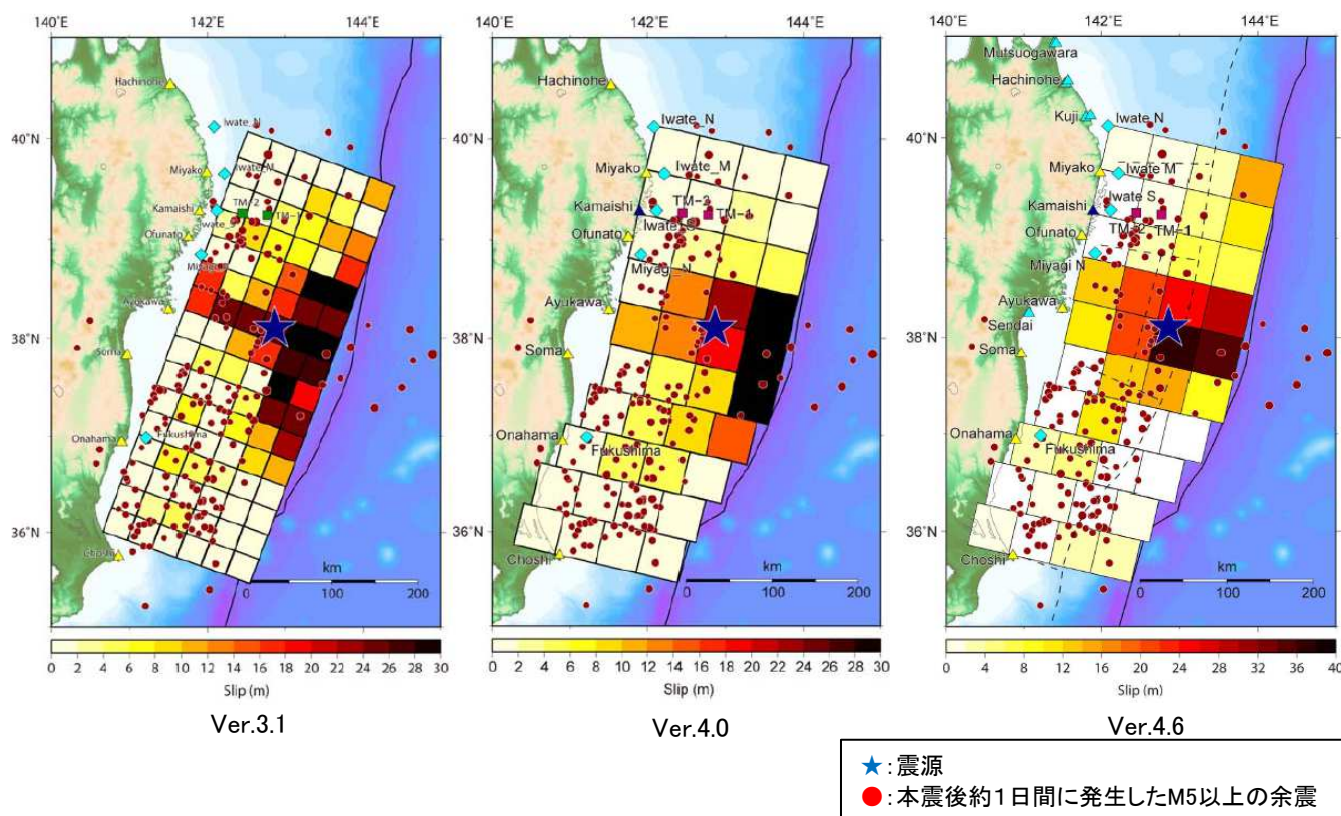 140˚E 142˚E 144˚E
Hachinohe
Iwate_N
40˚N
Iwate_M
Miyako
TM-2
Kamaishi
TM-1
Iwate_S
Ofunato
Miyagi_N
Ayukawa
38˚N
Soma
Fukushima
Onahama
36˚N
Choshi
km
0 100 200
0 2 4 6 8 10 12 14 16 18 20 22 24 26 28 30
Slip (m)
Ver.3.1
140˚E 142˚E 144˚E
Hachinohe
Iwate_N
40˚N
Miyako
Iwate_M
TM-2
Kamaishi
TM-1
Iwate_S
Ofunato
Miyagi_N
Ayukawa
38˚N
Soma
Onahama
Fukushima
36˚N
Choshi
km
0 100 200
0 2 4 6 8 10 12 14 16 18 20 22 24 26 28 30
Slip (m)
Ver.4.0
140˚E 142˚E 144˚E
Mutsuogawara
Hachinohe
Kuji
Iwate N
40˚N
Miyako
Iwate M
Iwate S
Kamaishi
TM-2
TM-1
Ofunato
Miyagi N
Ayukawa
Sendai
38˚N
Soma
Onahama
Fukushima
36˚N
Choshi
km
0 100 200
0 4 8 12 16 20 24 28 32 36 40
Slip (m)
Ver.4.6
★:震源
●:本震後約1日間に発生したM5以上の余震